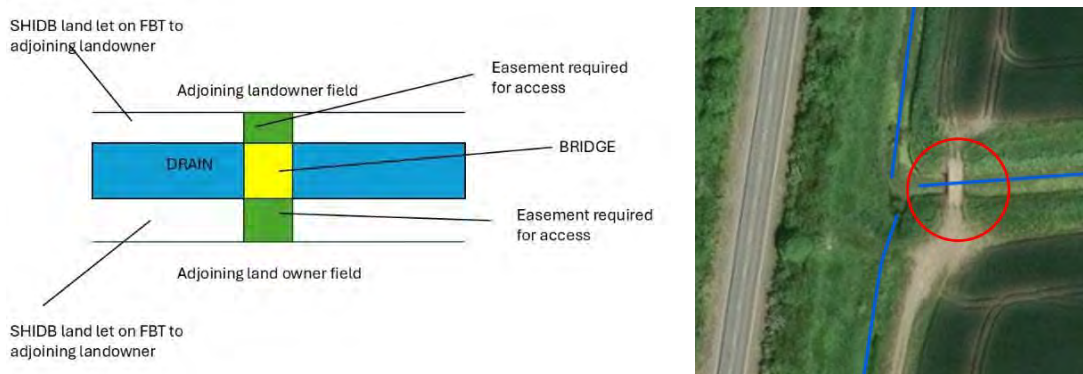 SHIDB land let on FBT to
adjoining landowner
Easement required
for access
Adjoining landowner field
BRIDGE
DRAIN
Easement required
for access
Adjoining land owner field
SHIDB land let on FBT to
adjoining landowner